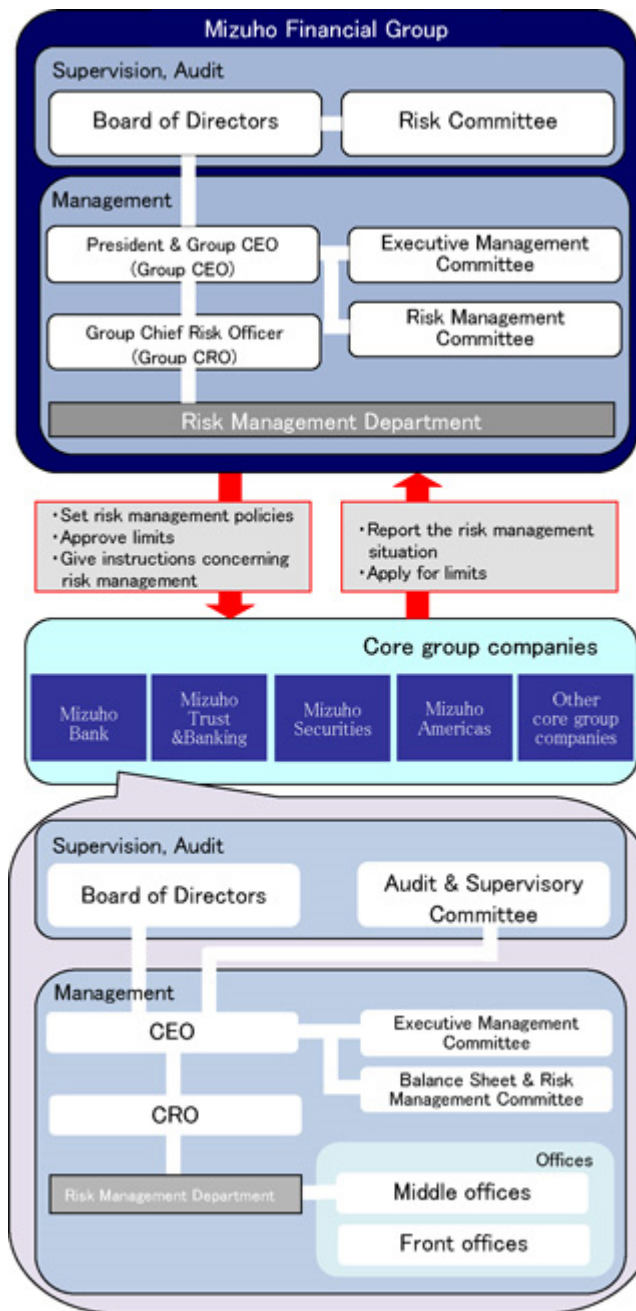 Mizuho Financial Group
Supervision, Audit
Board of Directors
Risk Committee
Management
President & Group CEO
(Group CEO)
Executive Management
Committee
Group Chief Risk Officer
(Group CRO)
Risk Management
Committee
Risk Management Department
・Set risk management policies
・Approve limits
・Give instructions concerning
risk management
・Report the risk management
situation
・Apply for limits
Core group companies
Mizuho
Bank
Mizuho
Trust
&Banking
Mizuho
Securities
Mizuho
Americas
Other
core group
companies
Supervision, Audit
Board of Directors
Audit & Supervisory
Committee
Management
CEO
Executive Management
Committee
Balance Sheet & Risk
Management Committee
CRO
Offices
Risk Management Department
Middle offices
Front offices